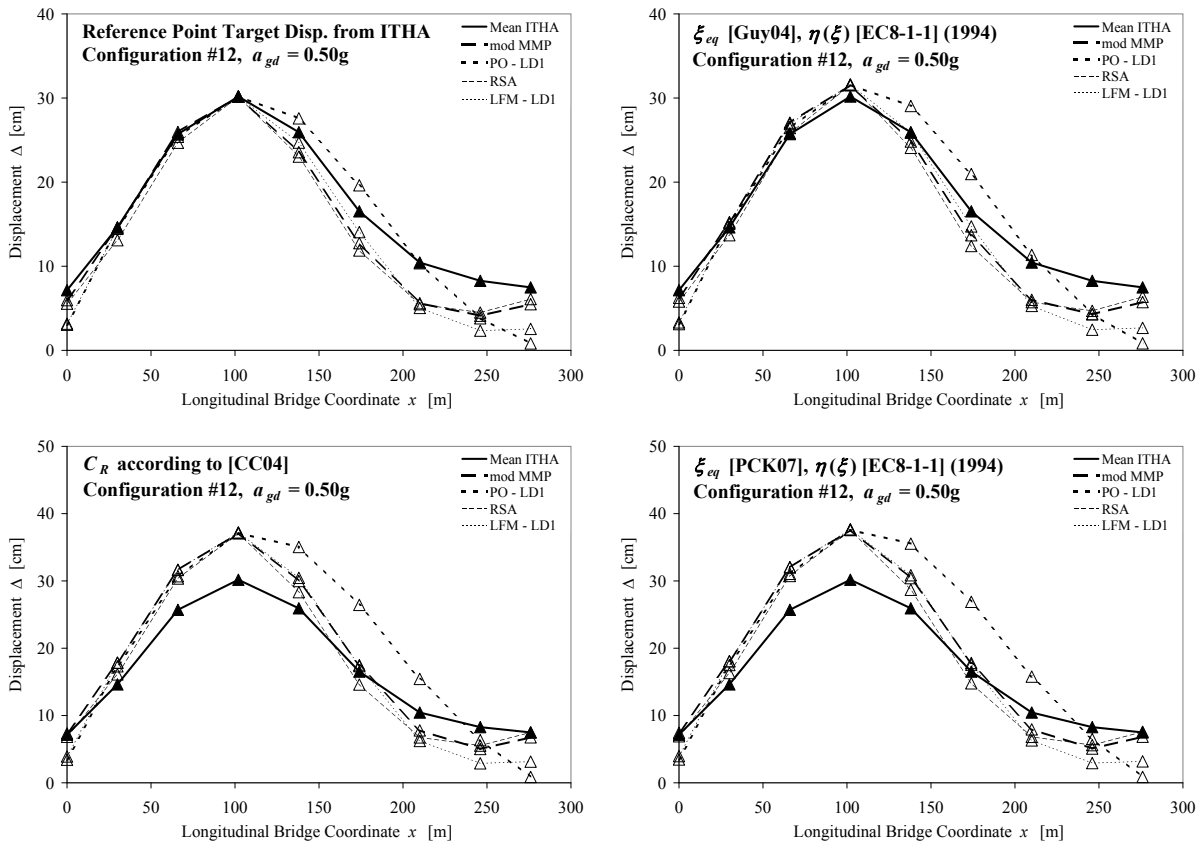 Reference Point Target Disp. from ITHA
Configuration #12, a gd = 0.50g
Mean ITHA
mod MMP
PO - LD1
RSA
LFM - LD1
40
30
20
10
0
Displacement Δ [cm]
0 50 100 150 200 250 300
Longitudinal Bridge Coordinate x [m]
ξ eq [Guy04], η(ξ) [EC8-1-1] (1994)
Configuration #12, a gd = 0.50g
Mean ITHA
mod MMP
PO - LD1
RSA
LFM - LD1
40
30
20
10
0
Displacement Δ [cm]
0 50 100 150 200 250 300
Longitudinal Bridge Coordinate x [m]
C R according to [CC04]
Configuration #12, a gd = 0.50g
Mean ITHA
mod MMP
PO - LD1
RSA
LFM - LD1
50
40
30
20
10
0
Displacement Δ [cm]
0 50 100 150 200 250 300
Longitudinal Bridge Coordinate x [m]
ξ eq [PCK07], η(ξ) [EC8-1-1] (1994)
Configuration #12, a gd = 0.50g
Mean ITHA
mod MMP
PO - LD1
RSA
LFM - LD1
50
40
30
20
10
0
Displacement Δ [cm]
0 50 100 150 200 250 300
Longitudinal Bridge Coordinate x [m]